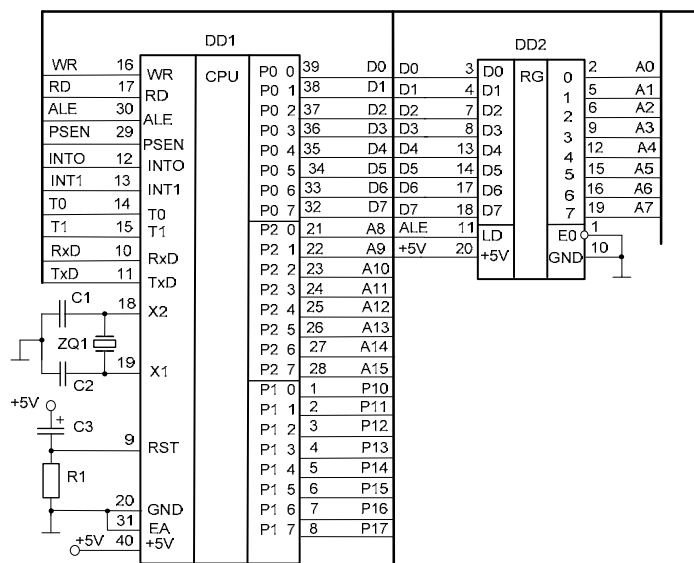 DD1 DD2
WR 16 WR CPU P0 0 39 D0 D0 3 D0 RG 0 2 A0
RD 17 RD P0 1 38 D1 D1 4 D1 1 5 A1
ALE 30 ALE P0 2 37 D2 D2 7 D2 2 6 A2
PSEN 29 PSEN P0 3 36 D3 D3 8 D3 3 9 A3
INTO 12 INTO P0 4 35 D4 D4 13 D4 4 12 A4
INT1 13 INT1 P0 5 34 D5 D5 14 D5 5 15 A5
T0 14 T0 P0 6 33 D6 D6 17 D6 6 16 A6
T1 15 T1 P0 7 32 D7 D7 18 D7 7 19 A7
RxD 10 RxD P2 0 21 A8 ALE 11 LD E0 1
TxD 11 TxD P2 1 22 A9 +5V 20 +5V GND 10
P2 2 23 A10
C1 18 X2 P2 3 24 A11
P2 4 25 A12
ZQ1 P2 5 26 A13
19 X1 P2 6 27 A14
C2 P2 7 28 A15
+5V P1 0 1 P10
+ C3 P1 1 2 P11
P1 2 3 P12
9 RST P1 3 4 P13
R1 P1 4 5 P14
P1 5 6 P15
20 GND P1 6 7 P16
31 EA P1 7 8 P17
+5V 40 +5V